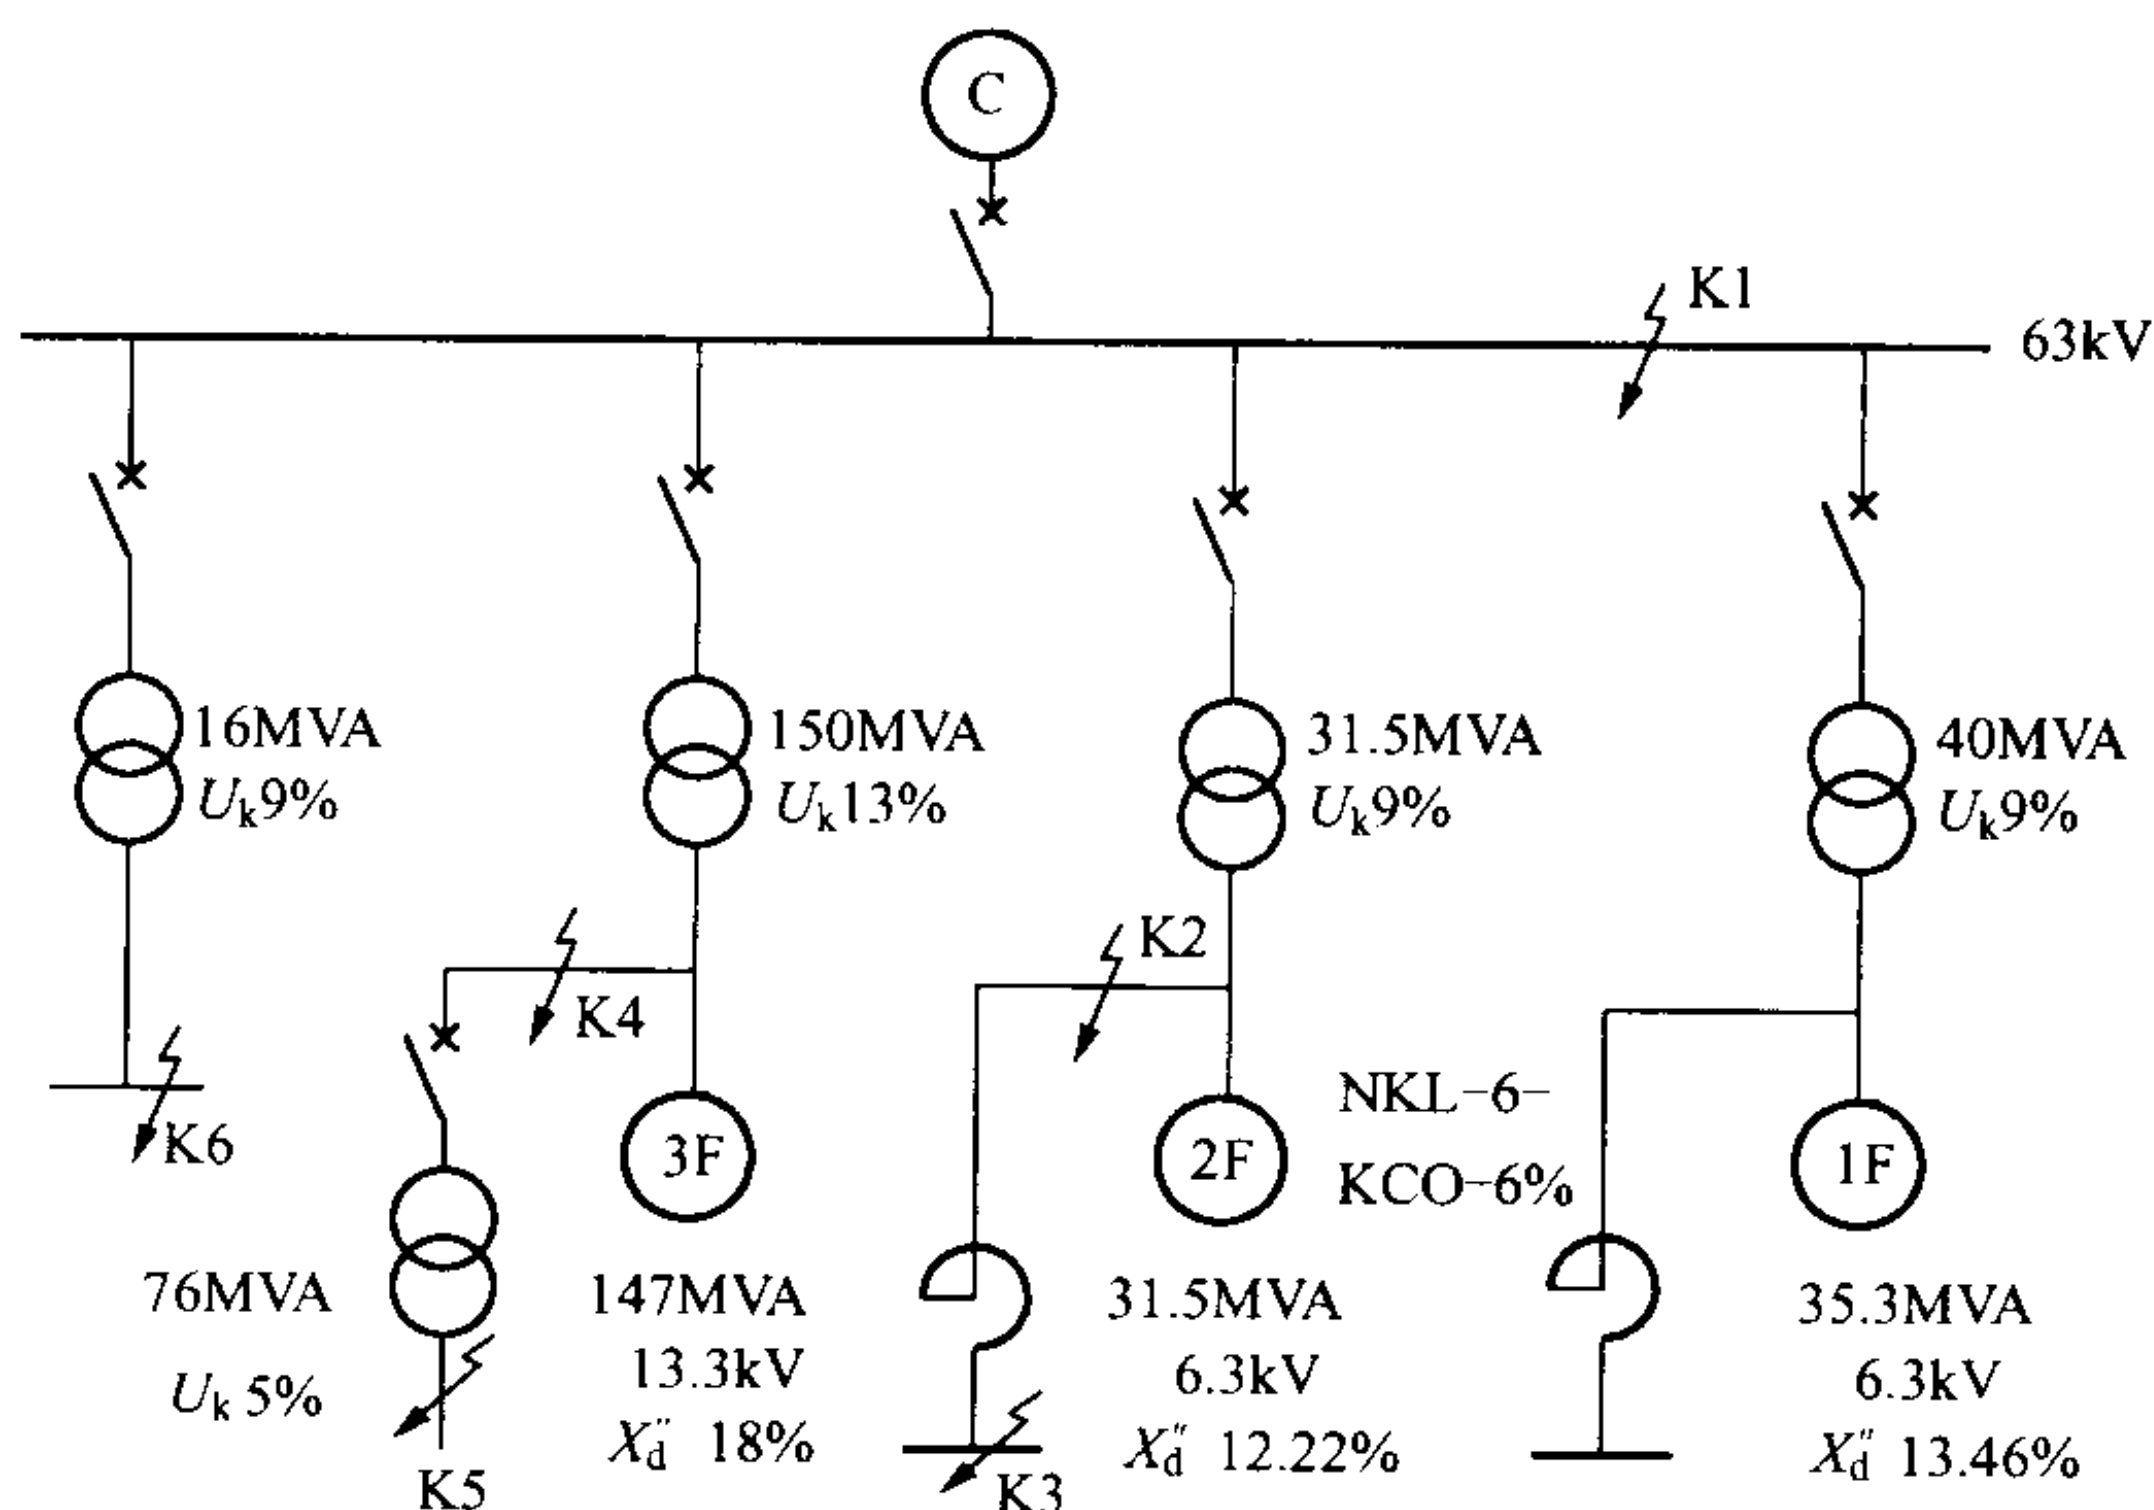 C
K1
63kV
16MVA
Uk9%
150MVA
Uk13%
31.5MVA
Uk9%
40MVA
Uk9%
K2
K4
K6
3F
2F
NKL-6-
KCO-6%
1F
76MVA
Uk 5%
K5
147MVA
13.3kV
X″d 18%
K3
31.5MVA
6.3kV
X″d 12.22%
35.3MVA
6.3kV
X″d 13.46%